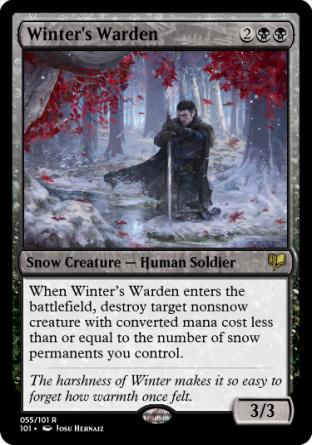 Winter's Warden 2
Snow Creature — Human Soldier
When Winter's Warden enters the
battlefield, destroy target nonsnow
creature with converted mana cost less
than or equal to the number of snow
permanents you control.
The harshness of Winter makes it so easy to
forget how warmth once felt.
3/3
055/101 R
101 • Josu Hernaiz